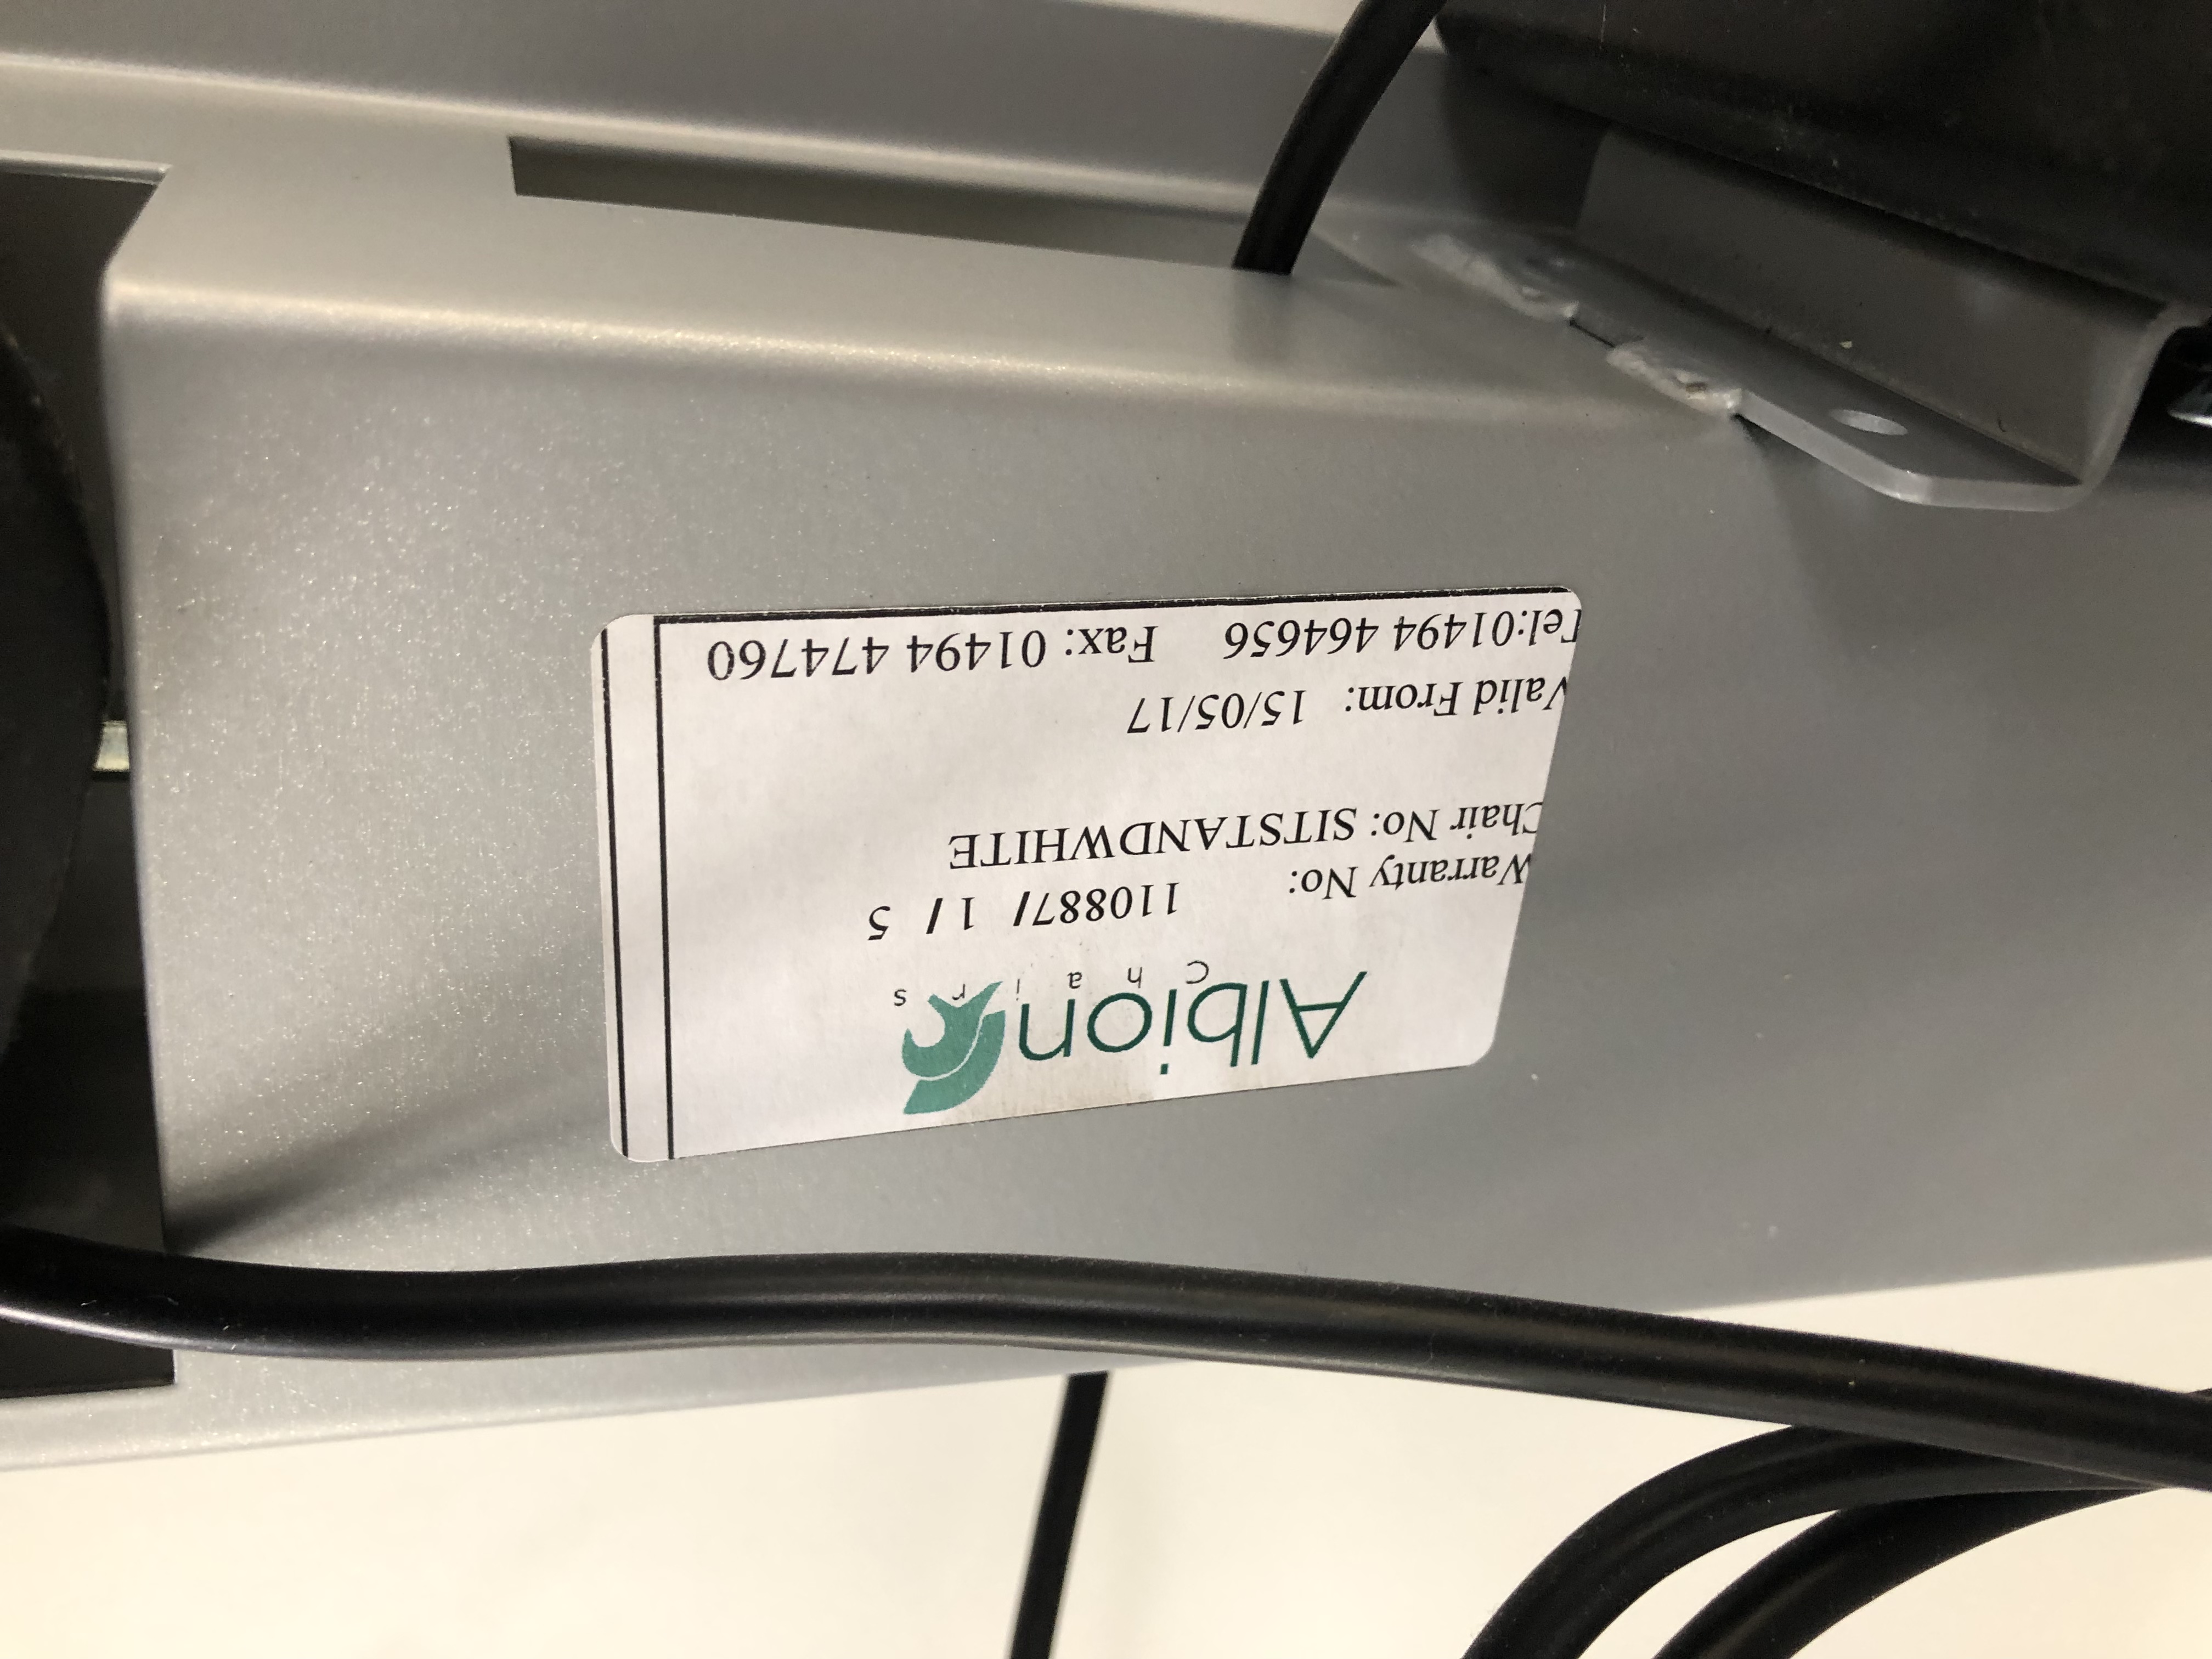 Albion
Chairs
Warranty No: 110887/ 1 / 5
Chair No: SITSTANDWHITE
Valid From: 15/05/17
Tel:01494 464656 Fax: 01494 474760